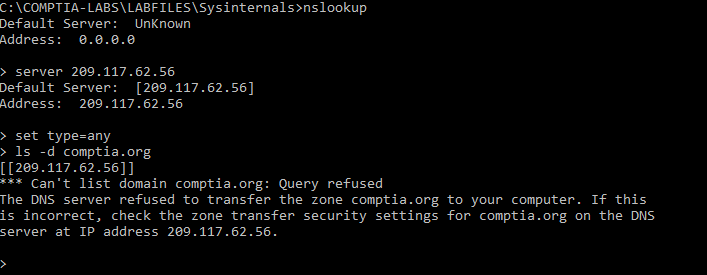 C:\COMPTIA-LABS\LABFILES\Sysinternals>nslookup
Default Server:  UnKnown
Address:  0.0.0.0
> server 209.117.62.56
Default Server:  [209.117.62.56]
Address:  209.117.62.56
> set type=any
> ls -d comptia.org
[[209.117.62.56]]
*** Can't list domain comptia.org: Query refused
The DNS server refused to transfer the zone comptia.org to your computer. If this
is incorrect, check the zone transfer security settings for comptia.org on the DNS
server at IP address 209.117.62.56.
>